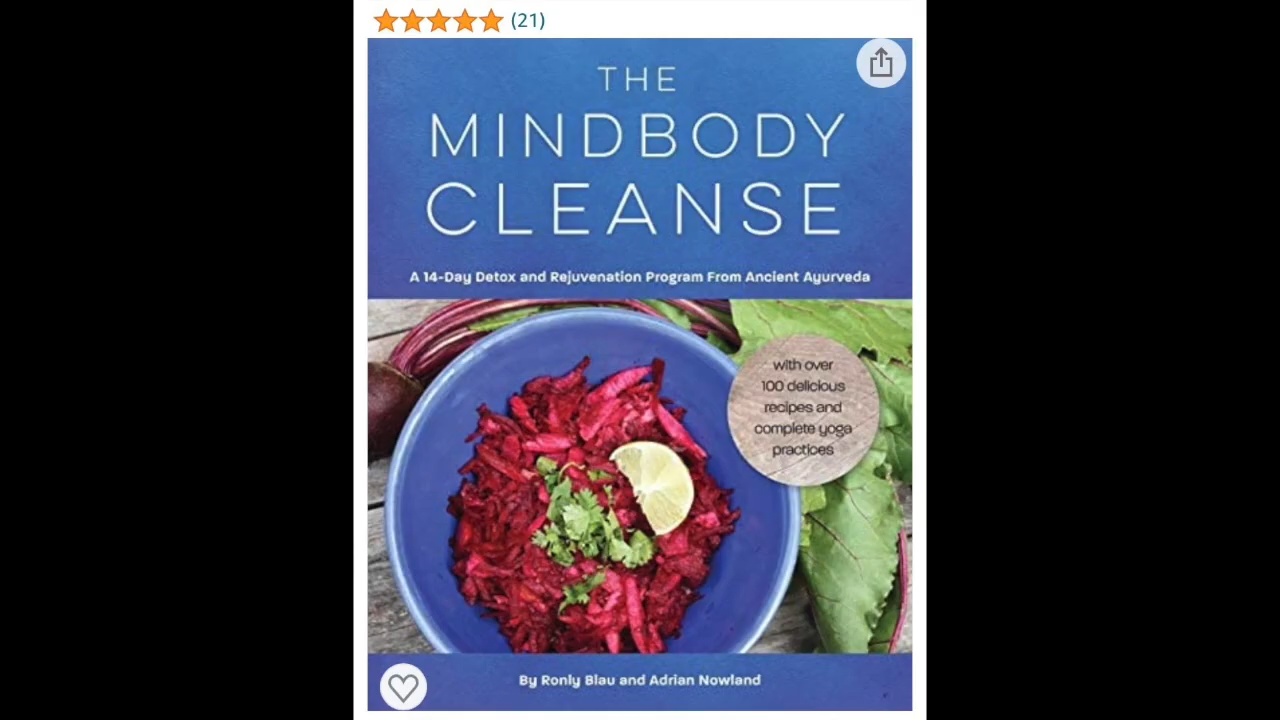 (21)
THE
MINDBODY
CLEANSE
A 14-Day Detox and Rejuvenation Program From Ancient Ayurveda
with over
100 delicious
recipes and
complete yoga
practices
By Ronly Blau and Adrian Nowland